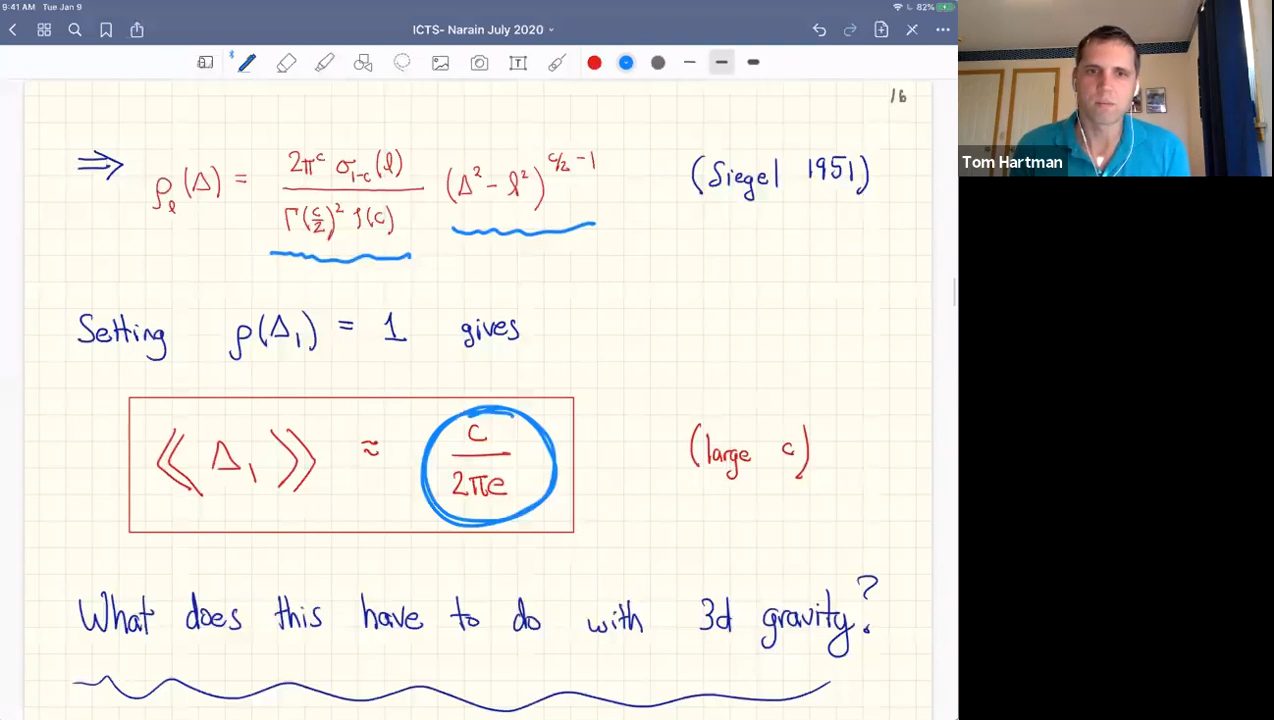 9:41 AM Tue Jan 9
82%
ICTS- Narain July 2020
16
⟹ ρ_ℓ(Δ) = 2π^c σ_{1-c}(ℓ) / Γ(c/2)^2 ζ(c) (Δ^2 - ℓ^2)^{c/2 - 1} (Siegel 1951)
Setting ρ(Δ_1) = 1 gives
⟪Δ_1⟫ ≈ c / 2πe (large c)
What does this have to do with 3d gravity?
Tom Hartman